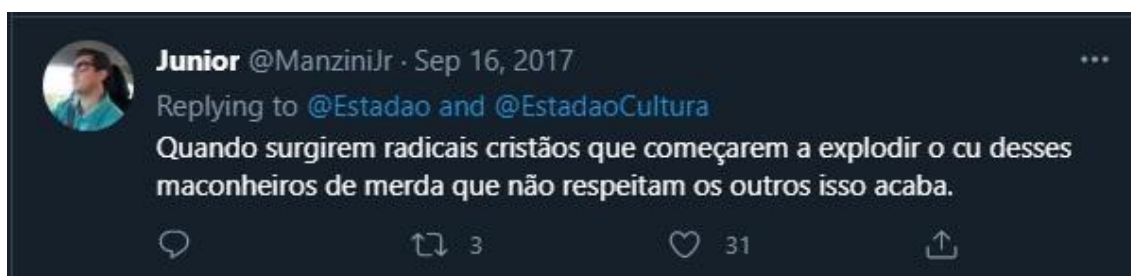 Junior @ManziniJr · Sep 16, 2017
Replying to @Estadao and @EstadaoCultura
Quando surgirem radicais cristãos que começarem a explodir o cu desses
maconheiros de merda que não respeitam os outros isso acaba.
3 31